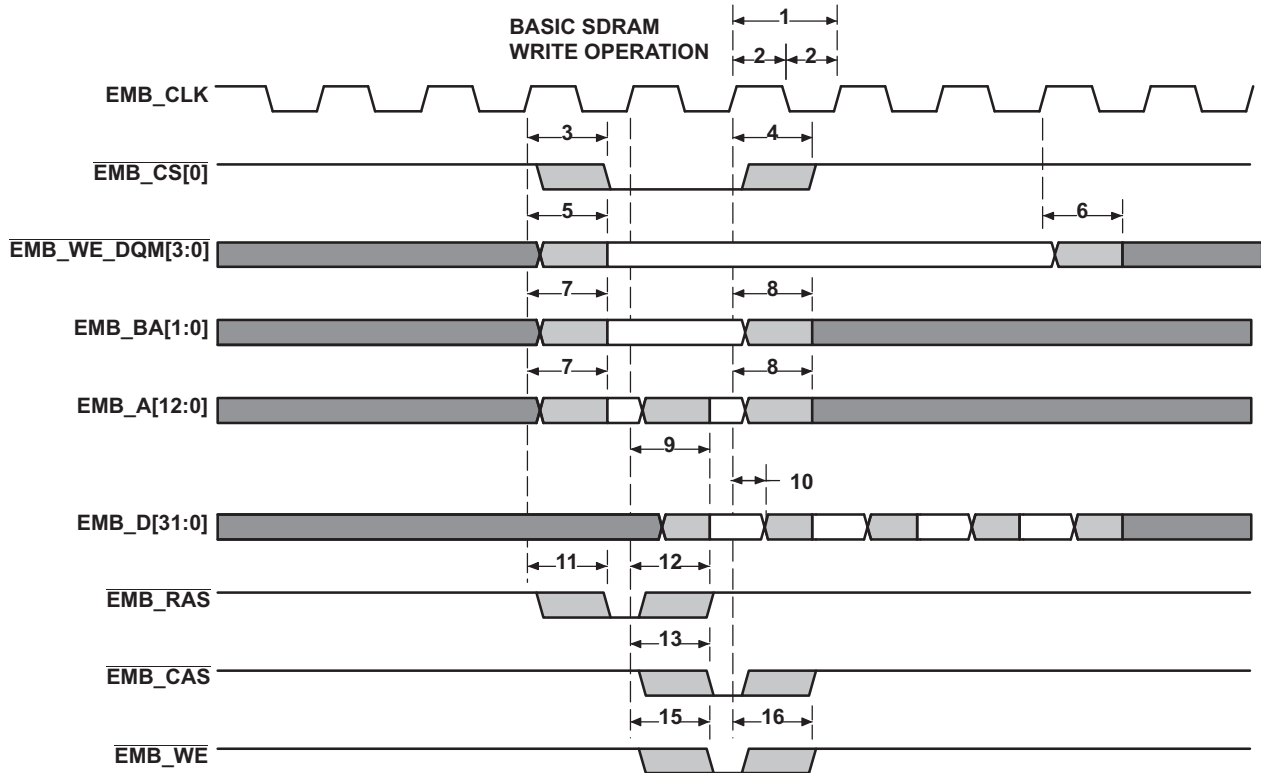 BASIC SDRAM
WRITE OPERATION
1
2 2
EMB_CLK
3 4
EMB_CS[0]
5 6
EMB_WE_DQM[3:0]
7 8
EMB_BA[1:0]
7 8
EMB_A[12:0]
9
10
EMB_D[31:0]
11 12
EMB_RAS
13
EMB_CAS
15 16
EMB_WE